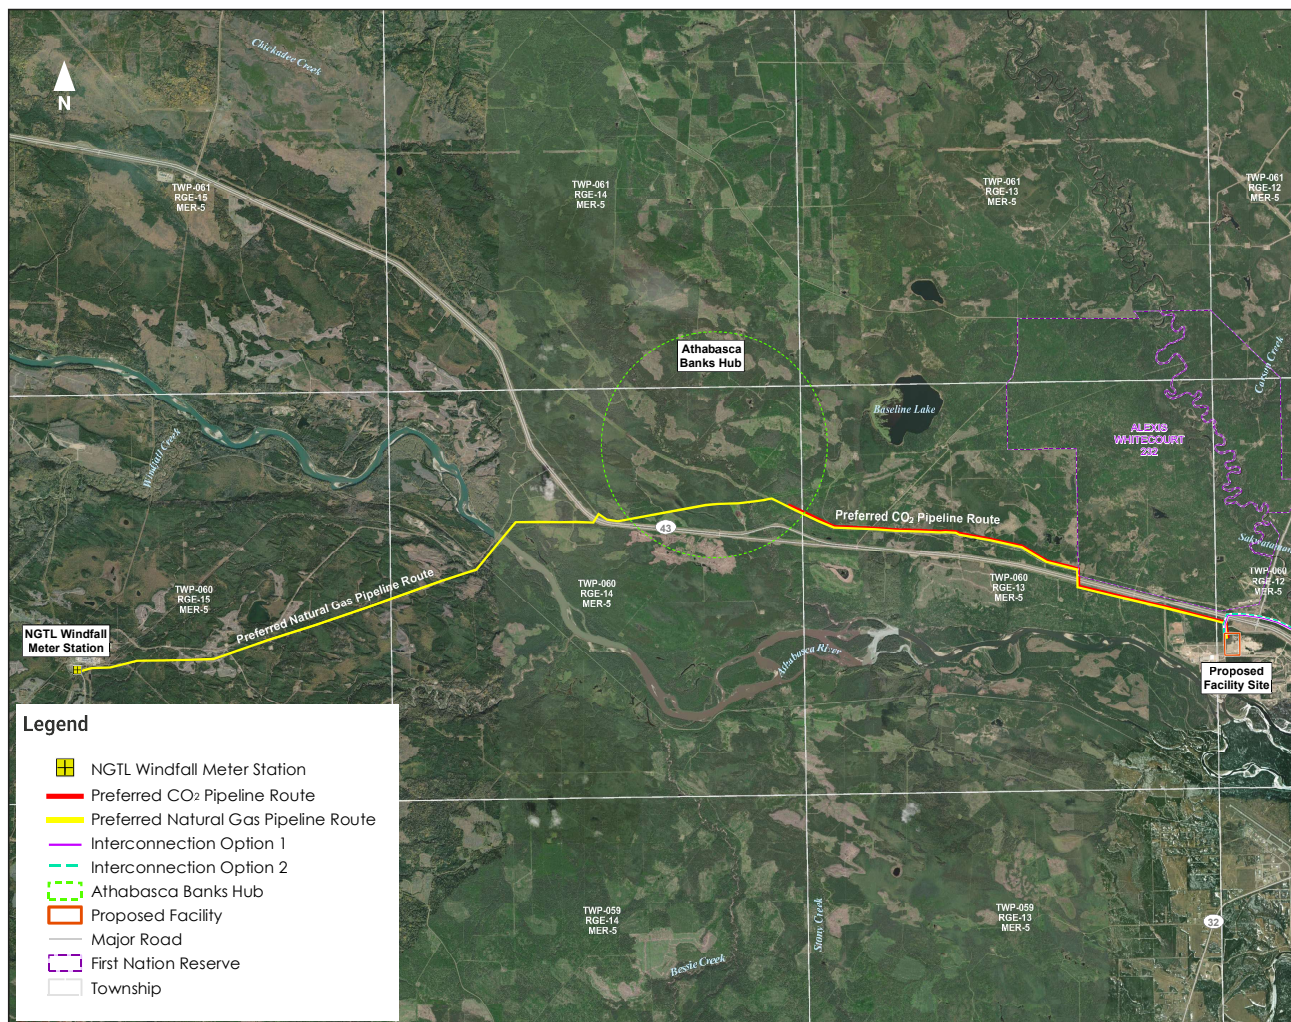 Chickadee Creek
N
TWP-061
RGE-15
MER-5
TWP-061
RGE-14
MER-5
TWP-061
RGE-13
MER-5
TWP-061
RGE-12
MER-5
Athabasca
Banks Hub
Baseline Lake
Carson Creek
ALEXIS
WHITECOURT
232
Windfall Creek
43
Preferred CO2 Pipeline Route
TWP-060
RGE-15
MER-5
Preferred Natural Gas Pipeline Route
TWP-060
RGE-14
MER-5
TWP-060
RGE-13
MER-5
TWP-060
RGE-12
MER-5
NGTL Windfall
Meter Station
Athabasca River
Proposed
Facility Site
Legend
NGTL Windfall Meter Station
Preferred CO2 Pipeline Route
Preferred Natural Gas Pipeline Route
Interconnection Option 1
Interconnection Option 2
Athabasca Banks Hub
Proposed Facility
Major Road
First Nation Reserve
Township
TWP-059
RGE-14
MER-5
Bessie Creek
Stony Creek
TWP-059
RGE-13
MER-5
32